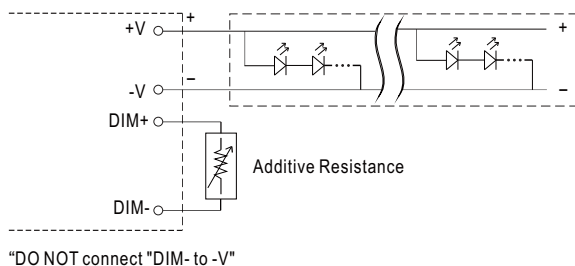 +V
+
+
-V
−
−
DIM+
Additive Resistance
DIM-
“DO NOT connect "DIM- to -V"